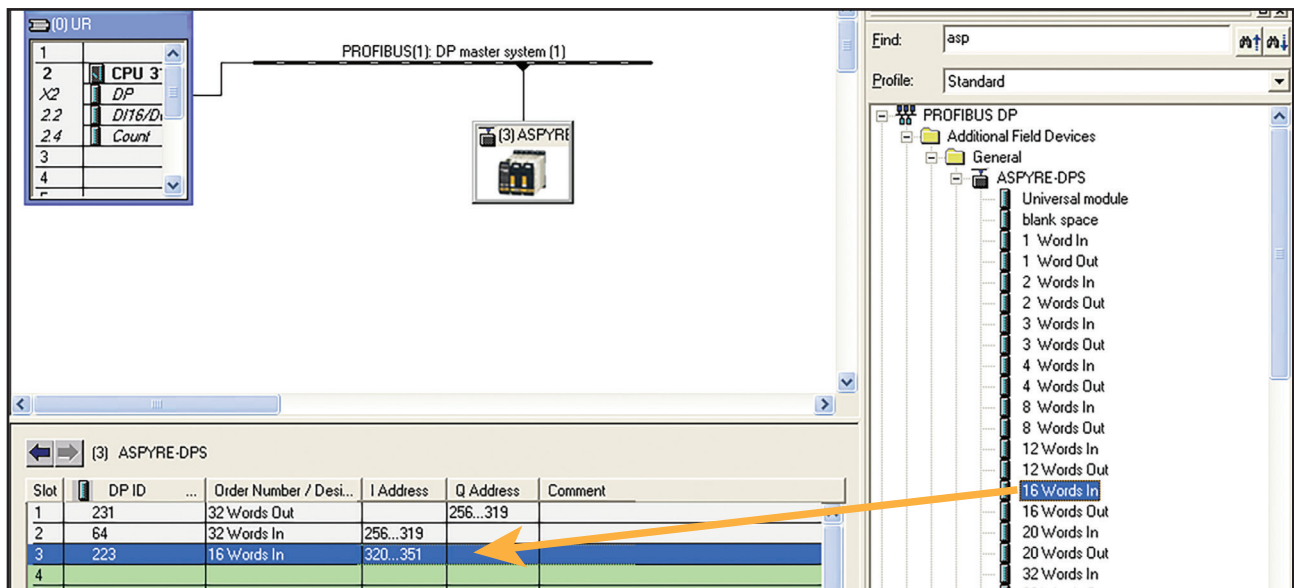 (0) UR
1
2 CPU 3
X2 DP
2.2 DI16/D
2.4 Count
3
4
PROFIBUS(1): DP master system (1)
(3) ASPYRE
(3) ASPYRE-DPS
Slot DP ID ... Order Number / Desi... I Address Q Address Comment
1 231 32 Words Out 256...319
2 64 32 Words In 256...319
3 223 16 Words In 320...351
4
Find: asp
Profile: Standard
PROFIBUS DP
Additional Field Devices
General
ASPYRE-DPS
Universal module
blank space
1 Word In
1 Word Out
2 Words In
2 Words Out
3 Words In
3 Words Out
4 Words In
4 Words Out
8 Words In
8 Words Out
12 Words In
12 Words Out
16 Words In
16 Words Out
20 Words In
20 Words Out
32 Words In